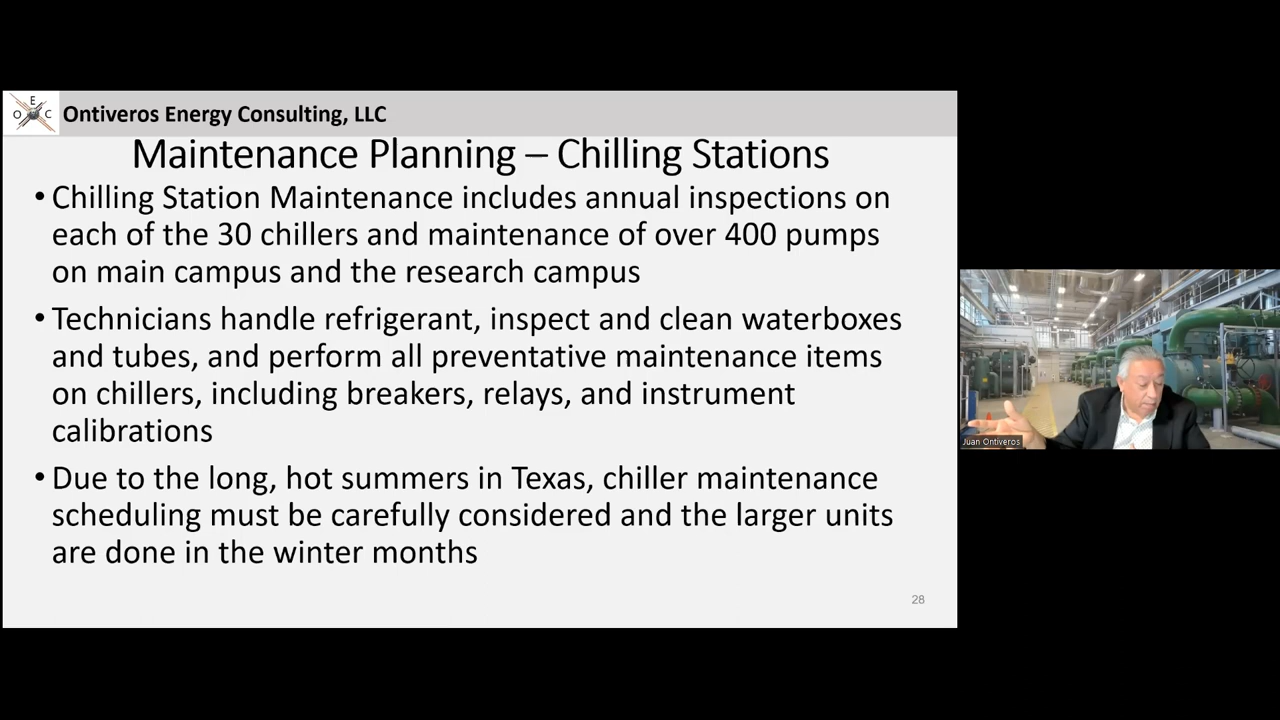 E
O C
Ontiveros Energy Consulting, LLC
Maintenance Planning – Chilling Stations
• Chilling Station Maintenance includes annual inspections on
each of the 30 chillers and maintenance of over 400 pumps
on main campus and the research campus
• Technicians handle refrigerant, inspect and clean waterboxes
and tubes, and perform all preventative maintenance items
on chillers, including breakers, relays, and instrument
calibrations
• Due to the long, hot summers in Texas, chiller maintenance
scheduling must be carefully considered and the larger units
are done in the winter months
28
Juan Ontiveros